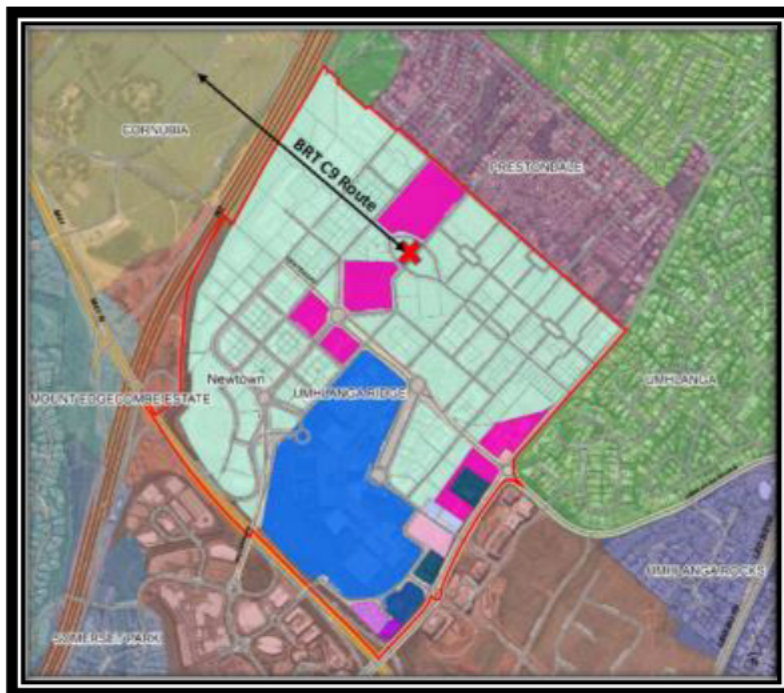 CORNUBIA
BRT C9 Route
PRESTONDALE
Newtown
UMHLANGA RIDGE
UMHLANGA
MOUNT EDGECOMBE ESTATE
UMHLANGA ROCKS
SOMERSET PARK